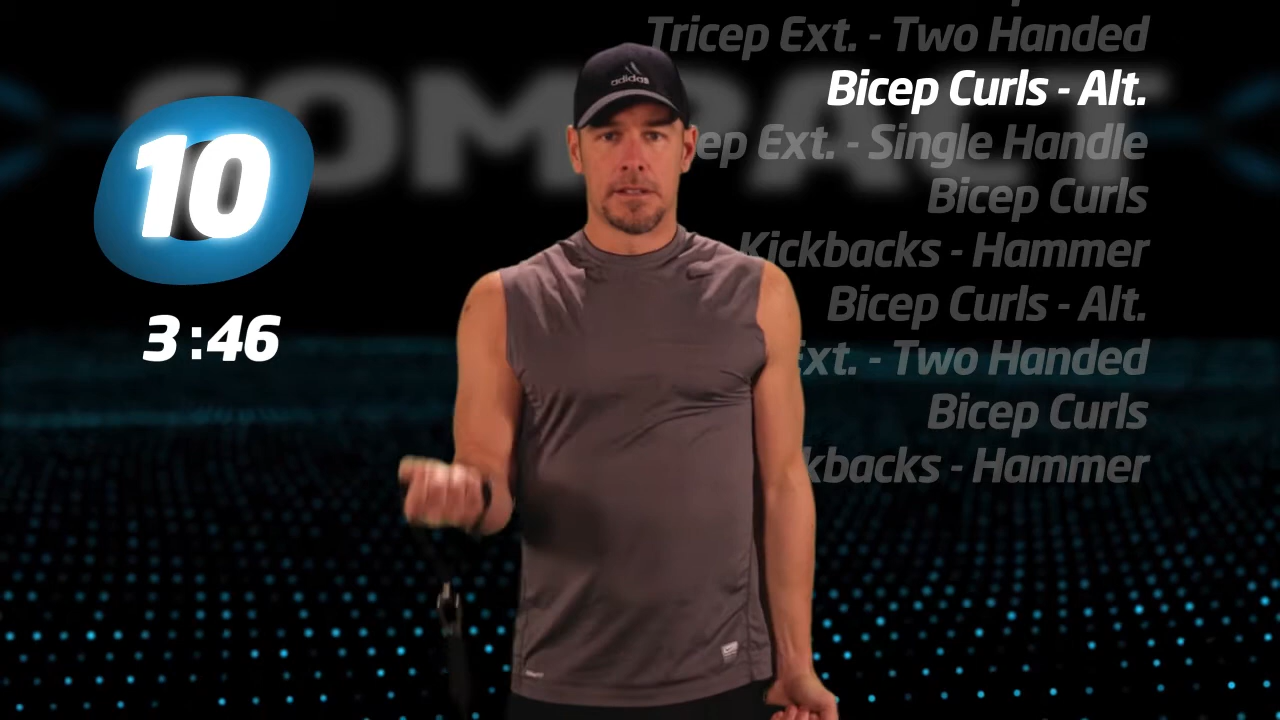 Tricep Ext. - Two Handed
COMPACT
Bicep Curls - Alt.
10
ep Ext. - Single Handle
Bicep Curls
Kickbacks - Hammer
3:46
Bicep Curls - Alt.
Ext. - Two Handed
Bicep Curls
kbacks - Hammer
adidas